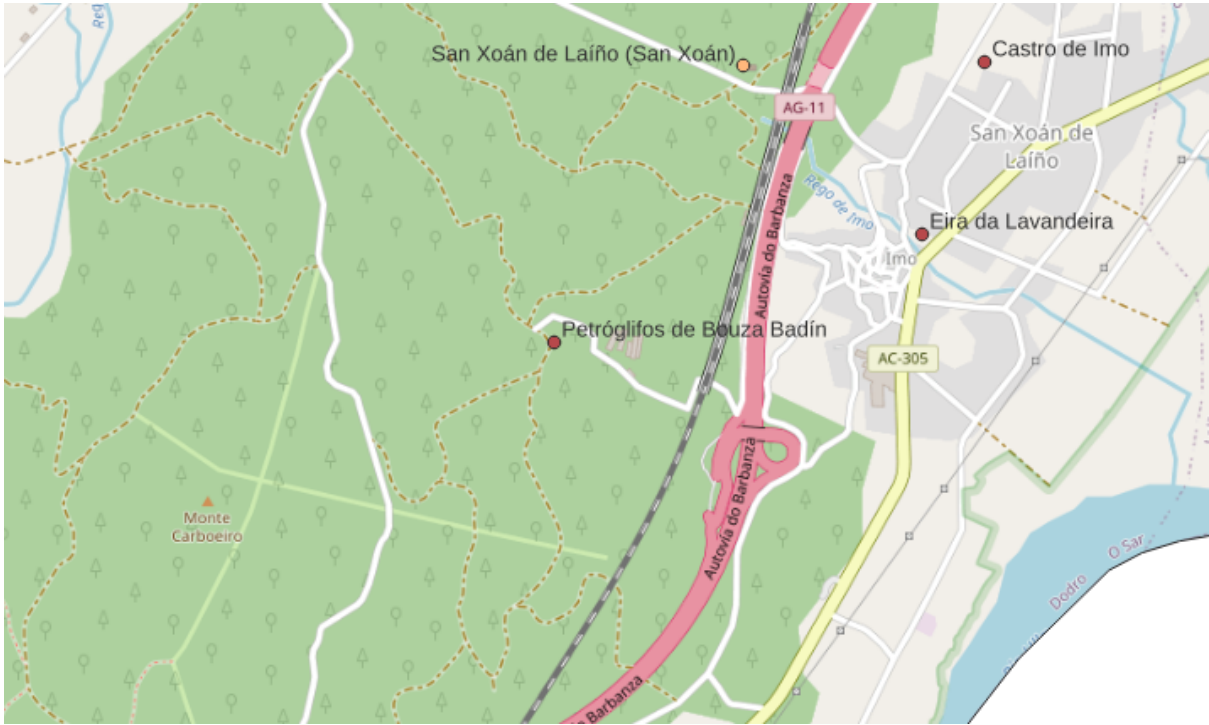 Reg
San Xoán de Laíño (San Xoán)
Castro de Imo
AG-11
San Xoán de
Laíño
Rego de Imo
Autovía do Barbanza
Eira da Lavandeira
Imo
Petróglifos de Bouza Badín
AC-305
Autovía do Barbanza
Monte
Carboeiro
O Sar
Dodro
Barbanza